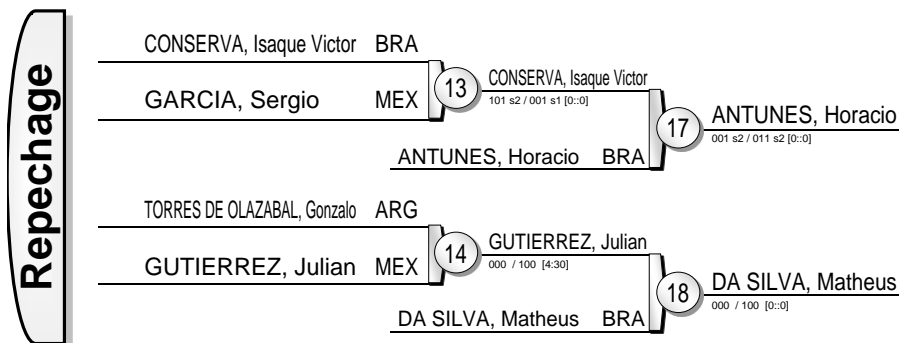 Repechage
CONSERVA, Isaque Victor BRA
GARCIA, Sergio MEX
13
CONSERVA, Isaque Victor
101 s2 / 001 s1 [0::0]
ANTUNES, Horacio BRA
17
ANTUNES, Horacio
001 s2 / 011 s2 [0::0]
TORRES DE OLAZABAL, Gonzalo ARG
GUTIERREZ, Julian MEX
14
GUTIERREZ, Julian
000 / 100 [4:30]
DA SILVA, Matheus BRA
18
DA SILVA, Matheus
000 / 100 [0::0]